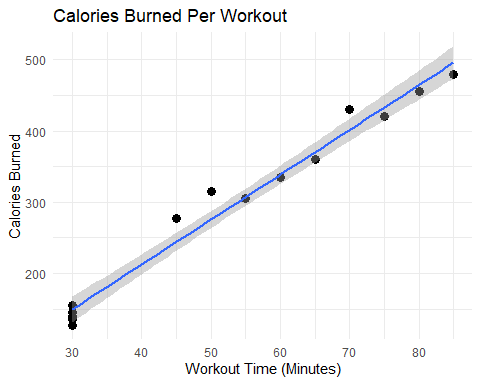 Calories Burned Per Workout
500
400
300
200
Calories Burned
30 40 50 60 70 80
Workout Time (Minutes)